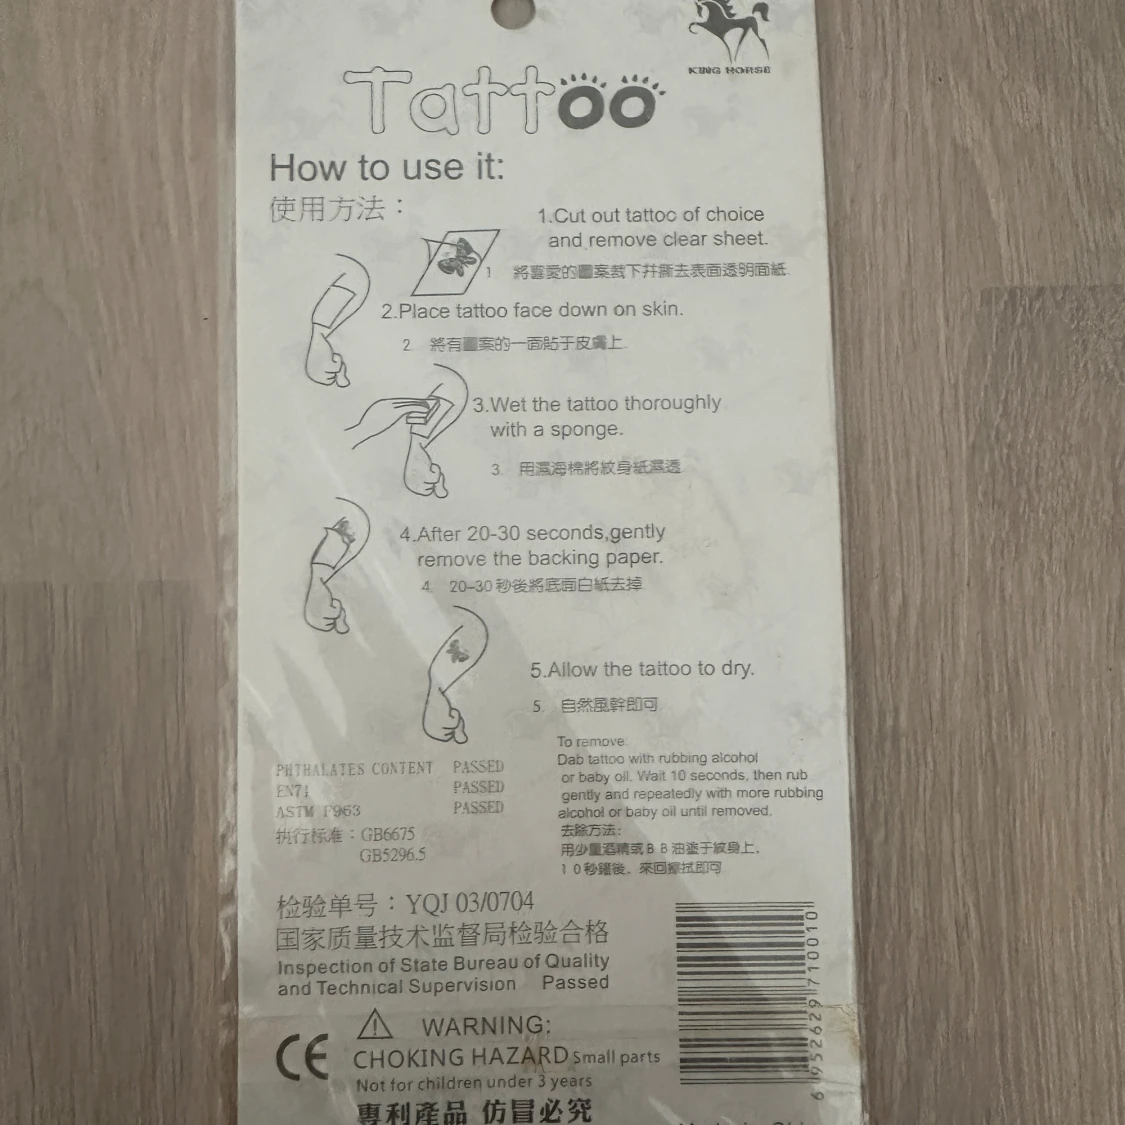 KING HORSE
Tattoo
How to use it:
使用方法：
1.Cut out tattoo of choice
and remove clear sheet.
1 將喜愛的圖案裁下幷撕去表面透明面紙
2.Place tattoo face down on skin.
2 將有圖案的一面貼于皮膚上
3.Wet the tattoo thoroughly
with a sponge.
3 用濕海棉將紋身紙濕透
4.After 20-30 seconds,gently
remove the backing paper.
4 20-30秒後將底面白紙去掉
5.Allow the tattoo to dry.
5 自然風幹即可
To remove:
Dab tattoo with rubbing alcohol
or baby oil. Wait 10 seconds, then rub
gently and repeatedly with more rubbing
alcohol or baby oil until removed.
去除方法:
用少量酒精或BB油塗于紋身上,
10秒鐘後，來回擦拭即可
PHTHALATES CONTENT PASSED
EN71 PASSED
ASTM F963 PASSED
执行标准：GB6675
GB5296.5
检验单号：YQJ 03/0704
国家质量技术监督局检验合格
Inspection of State Bureau of Quality
and Technical Supervision Passed
CE
WARNING:
CHOKING HAZARD Small parts
Not for children under 3 years
專利產品 仿冒必究
6 952629 710010